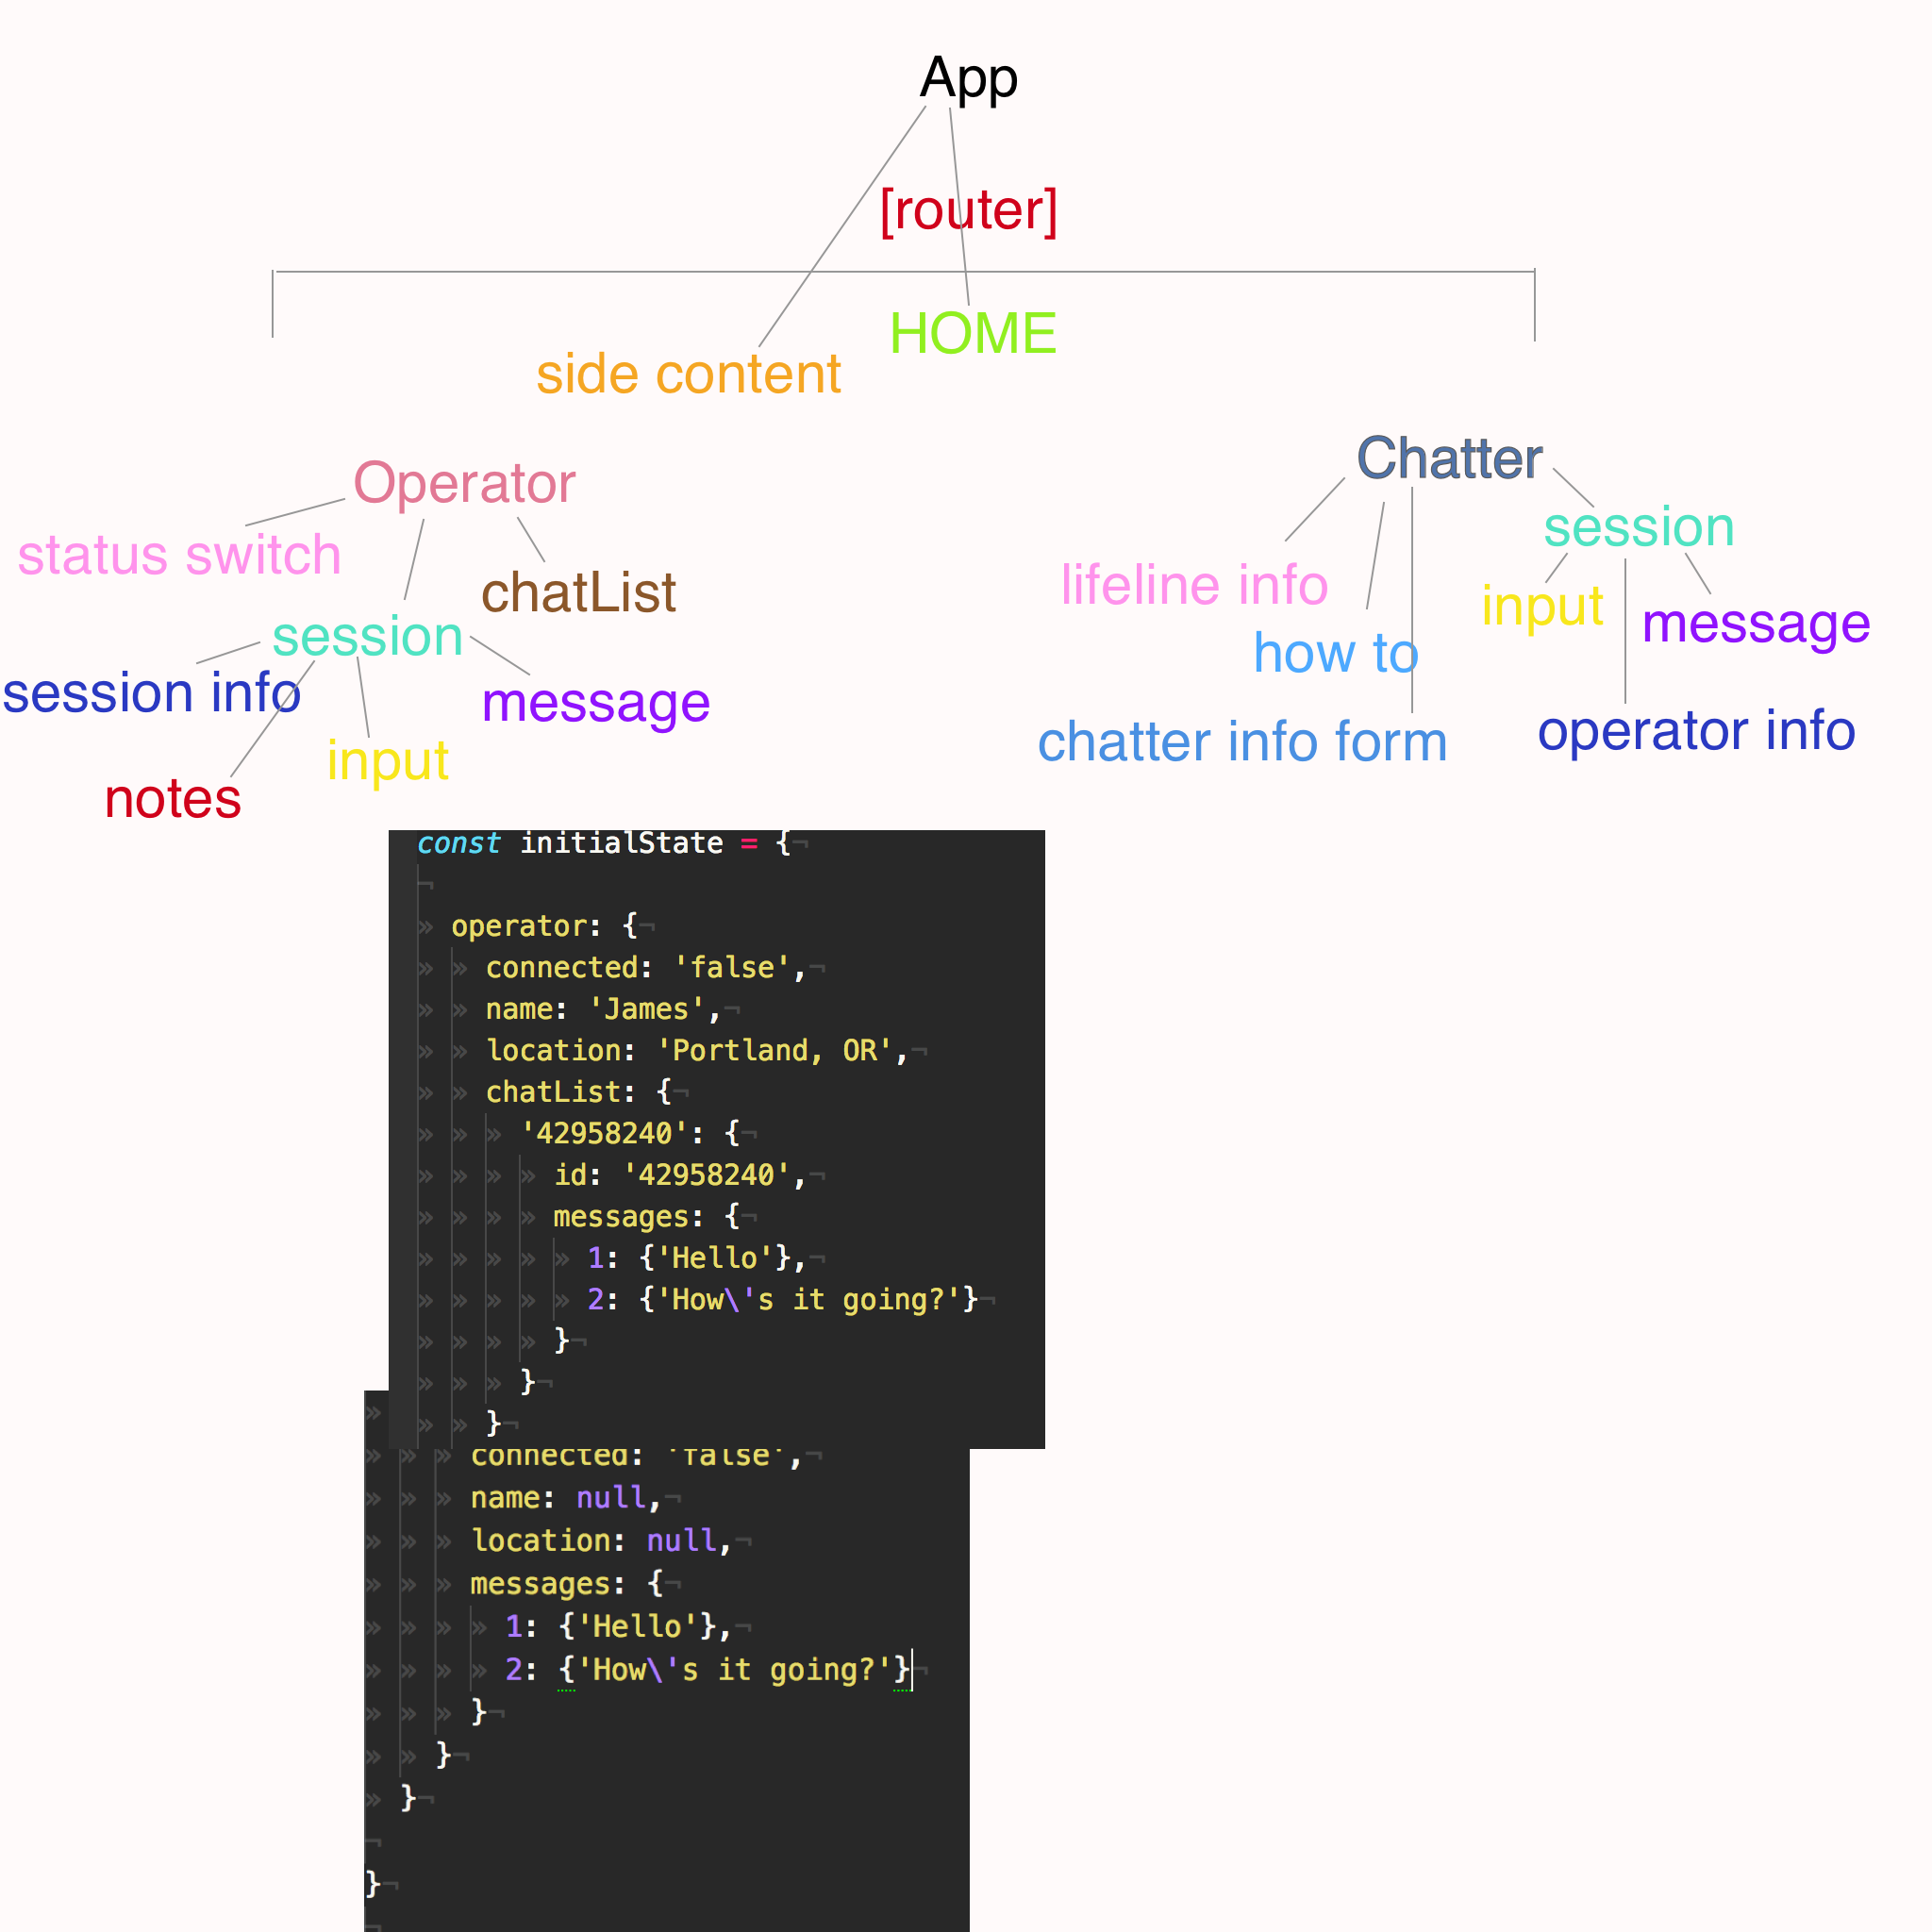 App
[router]
HOME
side content
Operator
Chatter
status switch
chatList
session
session info
message
input
notes
session
lifeline info
input
message
how to
chatter info form
operator info
const initialState = {
operator: {
connected: 'false',
name: 'James',
location: 'Portland, OR',
chatList: {
'42958240': {
id: '42958240',
messages: {
1: {'Hello'},
2: {'How\'s it going?'}
}
}
}
connected: 'false',
name: null,
location: null,
messages: {
1: {'Hello'},
2: {'How\'s it going?'}
}
}
}
}